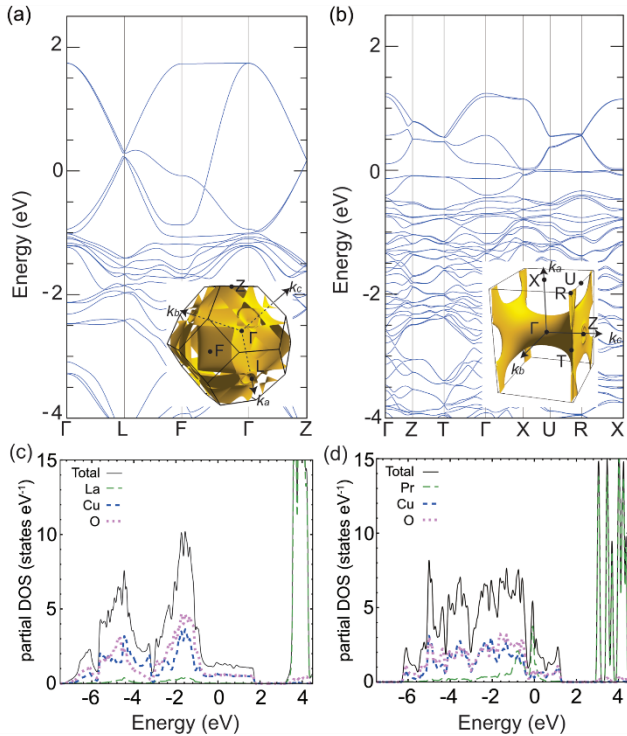 (a)
2
0
-2
-4
Energy (eV)
Γ L F Γ Z
Z
k_c
k_b
Γ
F
L
k_a
(b)
2
0
-2
-4
Energy (eV)
Γ Z T Γ X U R X
k_a
X
U
R
Γ
Z
k_c
k_b
T
(c)
15
10
5
0
partial DOS (states eV⁻¹)
Total
La
Cu
O
-6 -4 -2 0 2 4
Energy (eV)
(d)
15
10
5
0
partial DOS (states eV⁻¹)
Total
Pr
Cu
O
-6 -4 -2 0 2 4
Energy (eV)